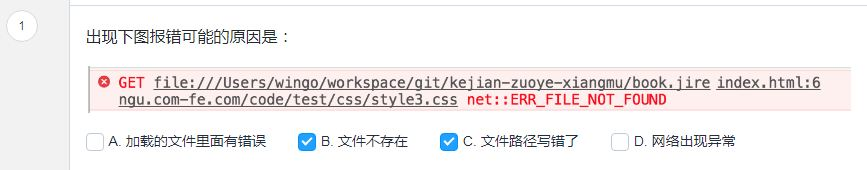 1
出现下图报错可能的原因是：
GET file:///Users/wingo/workspace/git/kejian-zuoye-xiangmu/book.jire index.html:6
ngu.com-fe.com/code/test/css/style3.css net::ERR_FILE_NOT_FOUND
A. 加载的文件里面有错误 B. 文件不存在 C. 文件路径写错了 D. 网络出现异常